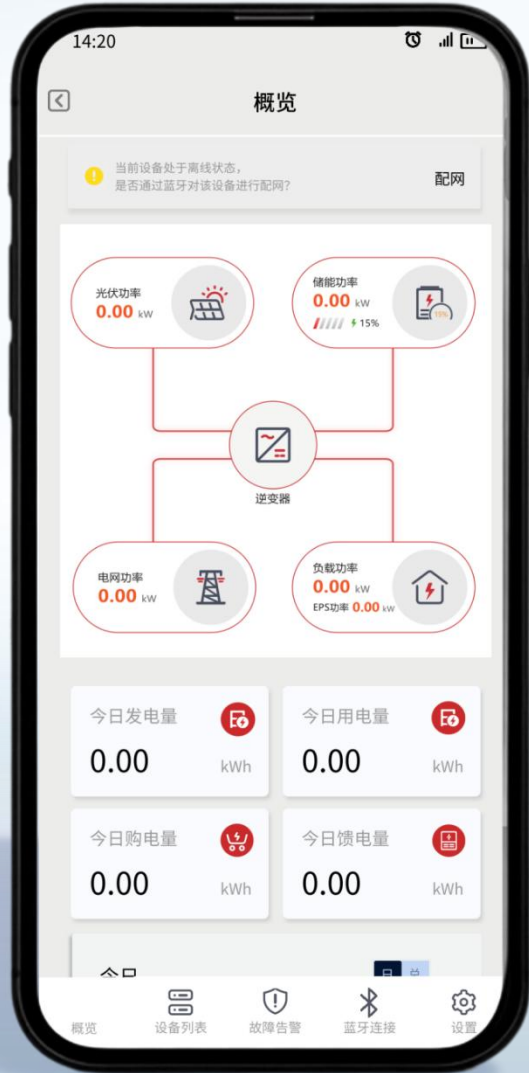 14:20
概览
当前设备处于离线状态，
是否通过蓝牙对该设备进行配网？
配网
光伏功率
0.00 kW
储能功率
0.00 kW
15%
15%
逆变器
电网功率
0.00 kW
负载功率
0.00 kW
EPS功率 0.00 kW
今日发电量
0.00 kWh
今日用电量
0.00 kWh
今日购电量
0.00 kWh
今日馈电量
0.00 kWh
今日
日 总
概览 设备列表 故障告警 蓝牙连接 设置